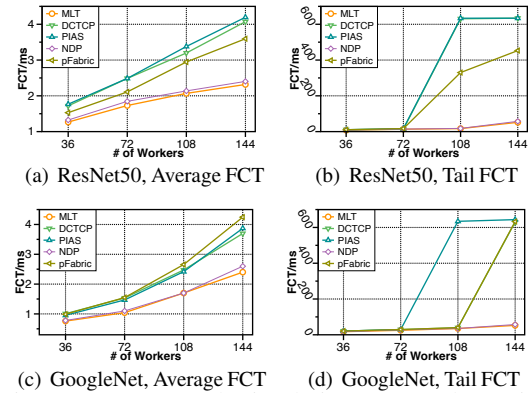 MLT
DCTCP
PIAS
NDP
pFabric
FCT/ms
4
3
2
1
36 72 108 144
# of Workers
(a) ResNet50, Average FCT
MLT
DCTCP
PIAS
NDP
pFabric
FCT/ms
600
400
200
0
36 72 108 144
# of Workers
(b) ResNet50, Tail FCT
MLT
DCTCP
PIAS
NDP
pFabric
FCT/ms
4
3
2
1
36 72 108 144
# of Workers
(c) GoogleNet, Average FCT
MLT
DCTCP
PIAS
NDP
pFabric
FCT/ms
600
400
200
0
36 72 108 144
# of Workers
(d) GoogleNet, Tail FCT